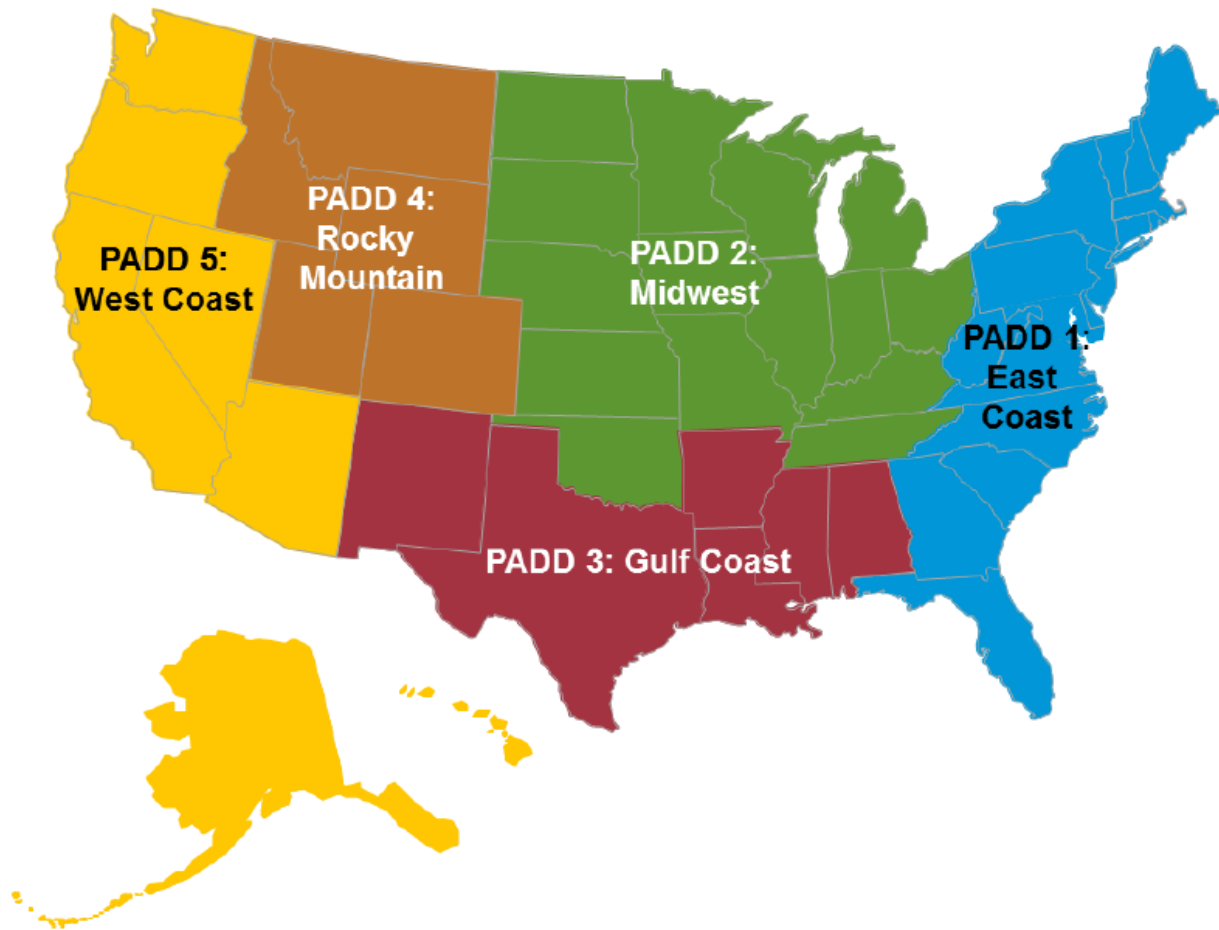 PADD 5:
West Coast
PADD 4:
Rocky
Mountain
PADD 2:
Midwest
PADD 1:
East
Coast
PADD 3: Gulf Coast